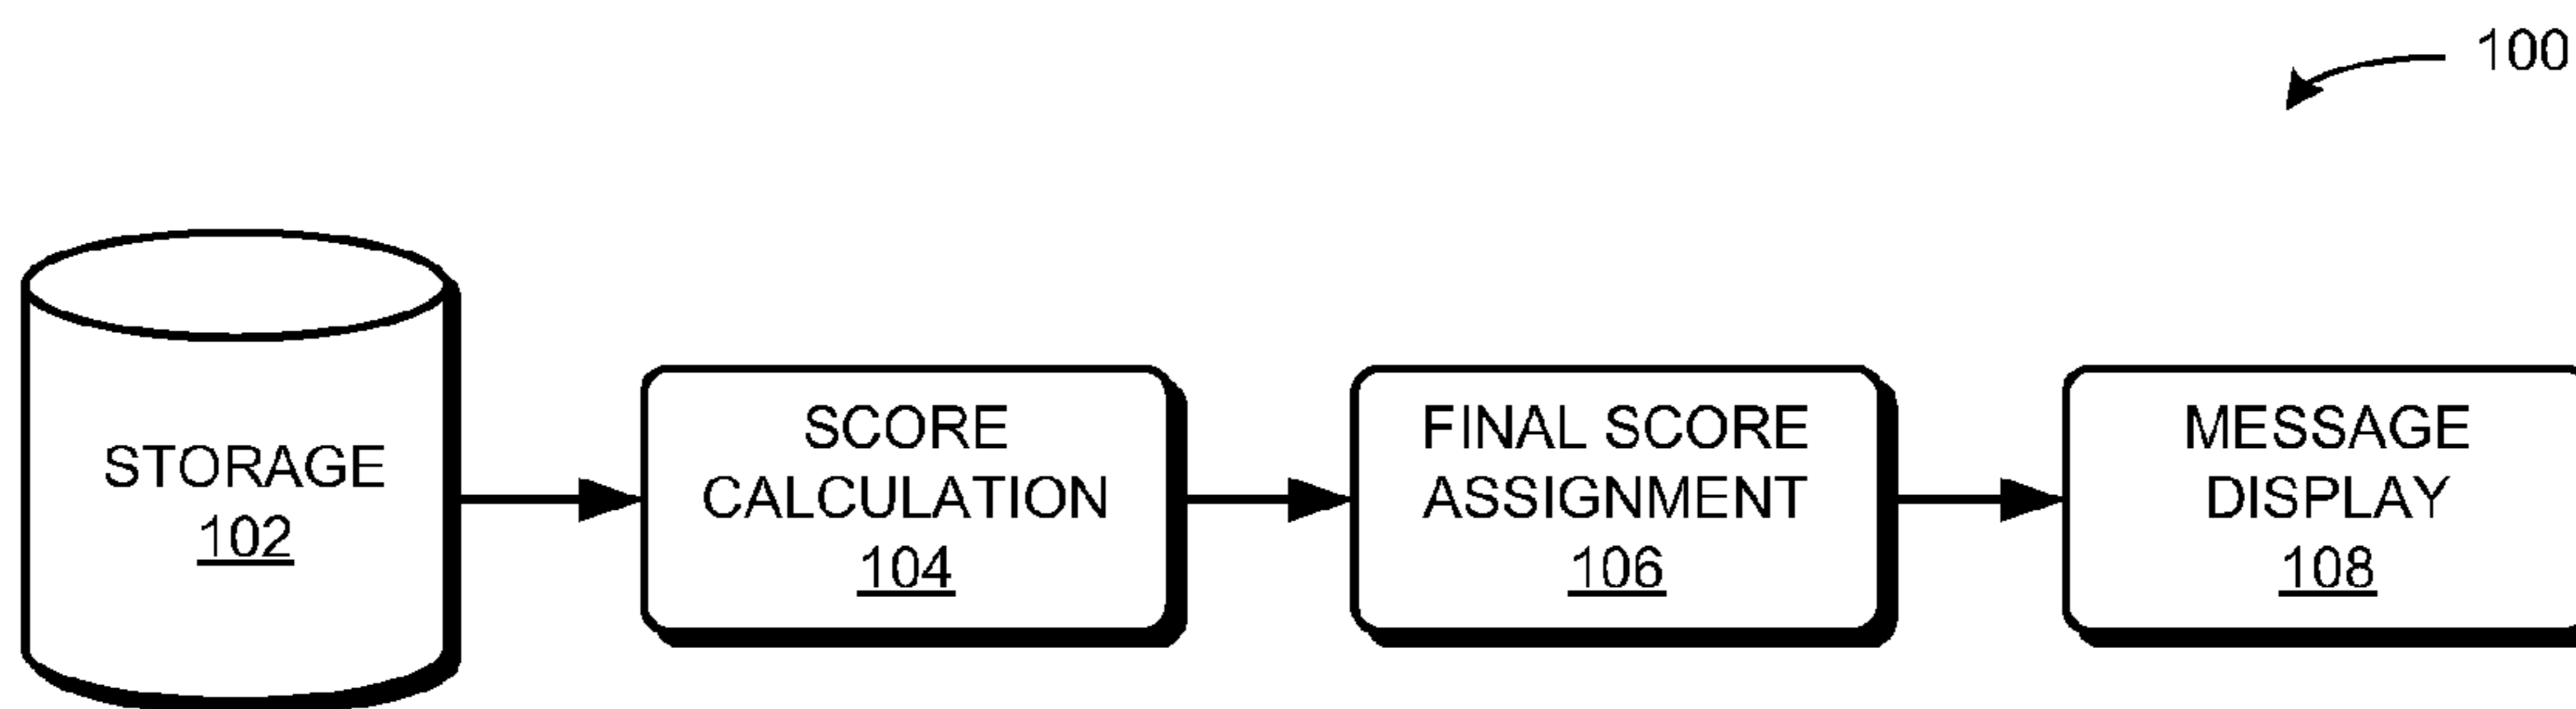 100
STORAGE
102
SCORE
CALCULATION
104
FINAL SCORE
ASSIGNMENT
106
MESSAGE
DISPLAY
108